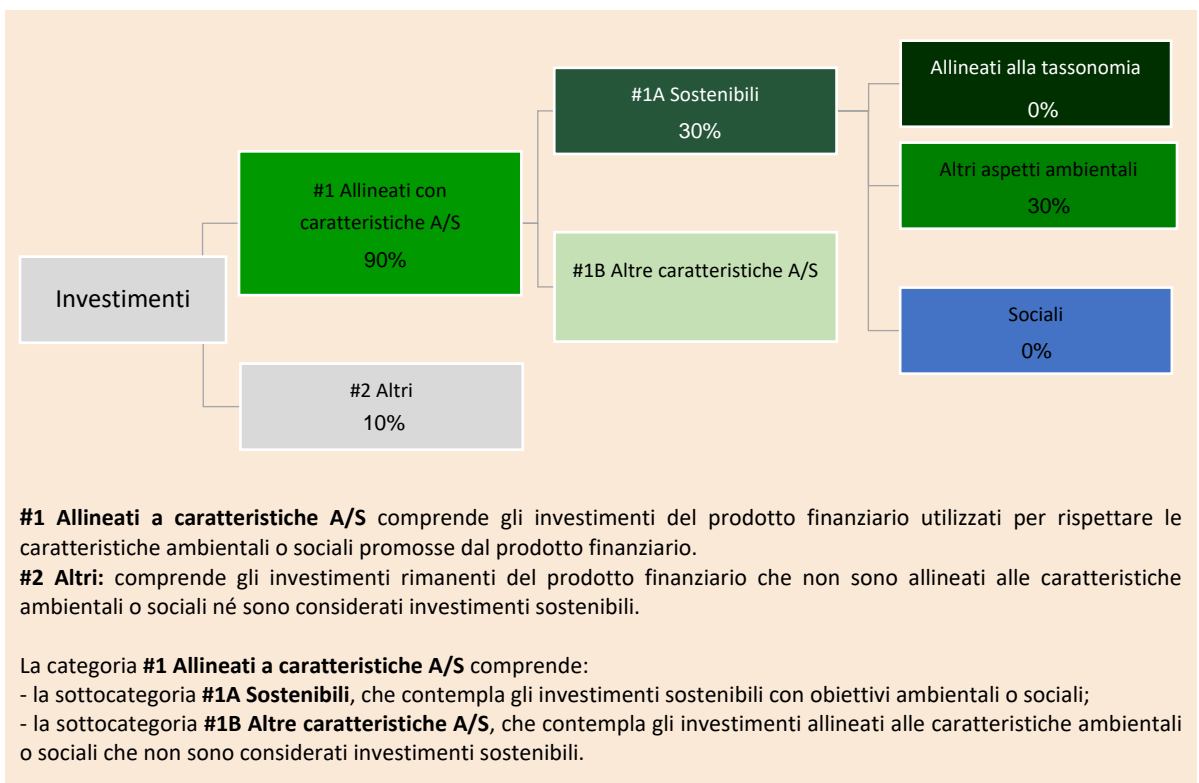 Allineati alla tassonomia
0%
#1A Sostenibili
30%
Altri aspetti ambientali
30%
#1 Allineati con
caratteristiche A/S
90%
#1B Altre caratteristiche A/S
Investimenti
Sociali
0%
#2 Altri
10%
#1 Allineati a caratteristiche A/S comprende gli investimenti del prodotto finanziario utilizzati per rispettare le
caratteristiche ambientali o sociali promosse dal prodotto finanziario.
#2 Altri: comprende gli investimenti rimanenti del prodotto finanziario che non sono allineati alle caratteristiche
ambientali o sociali né sono considerati investimenti sostenibili.
La categoria #1 Allineati a caratteristiche A/S comprende:
- la sottocategoria #1A Sostenibili, che contempla gli investimenti sostenibili con obiettivi ambientali o sociali;
- la sottocategoria #1B Altre caratteristiche A/S, che contempla gli investimenti allineati alle caratteristiche ambientali
o sociali che non sono considerati investimenti sostenibili.